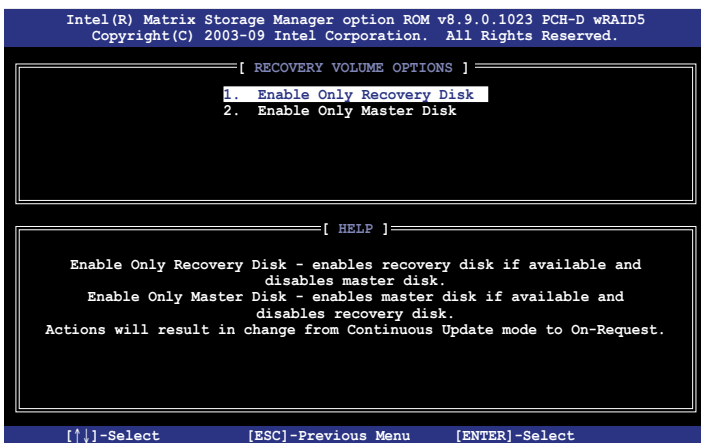 Intel(R) Matrix Storage Manager option ROM v8.9.0.1023 PCH-D wRAID5
Copyright(C) 2003-09 Intel Corporation. All Rights Reserved.
[ RECOVERY VOLUME OPTIONS ]
1. Enable Only Recovery Disk
2. Enable Only Master Disk
[ HELP ]
Enable Only Recovery Disk - enables recovery disk if available and
disables master disk.
Enable Only Master Disk - enables master disk if available and
disables recovery disk.
Actions will result in change from Continuous Update mode to On-Request.
[↑↓]-Select [ESC]-Previous Menu [ENTER]-Select